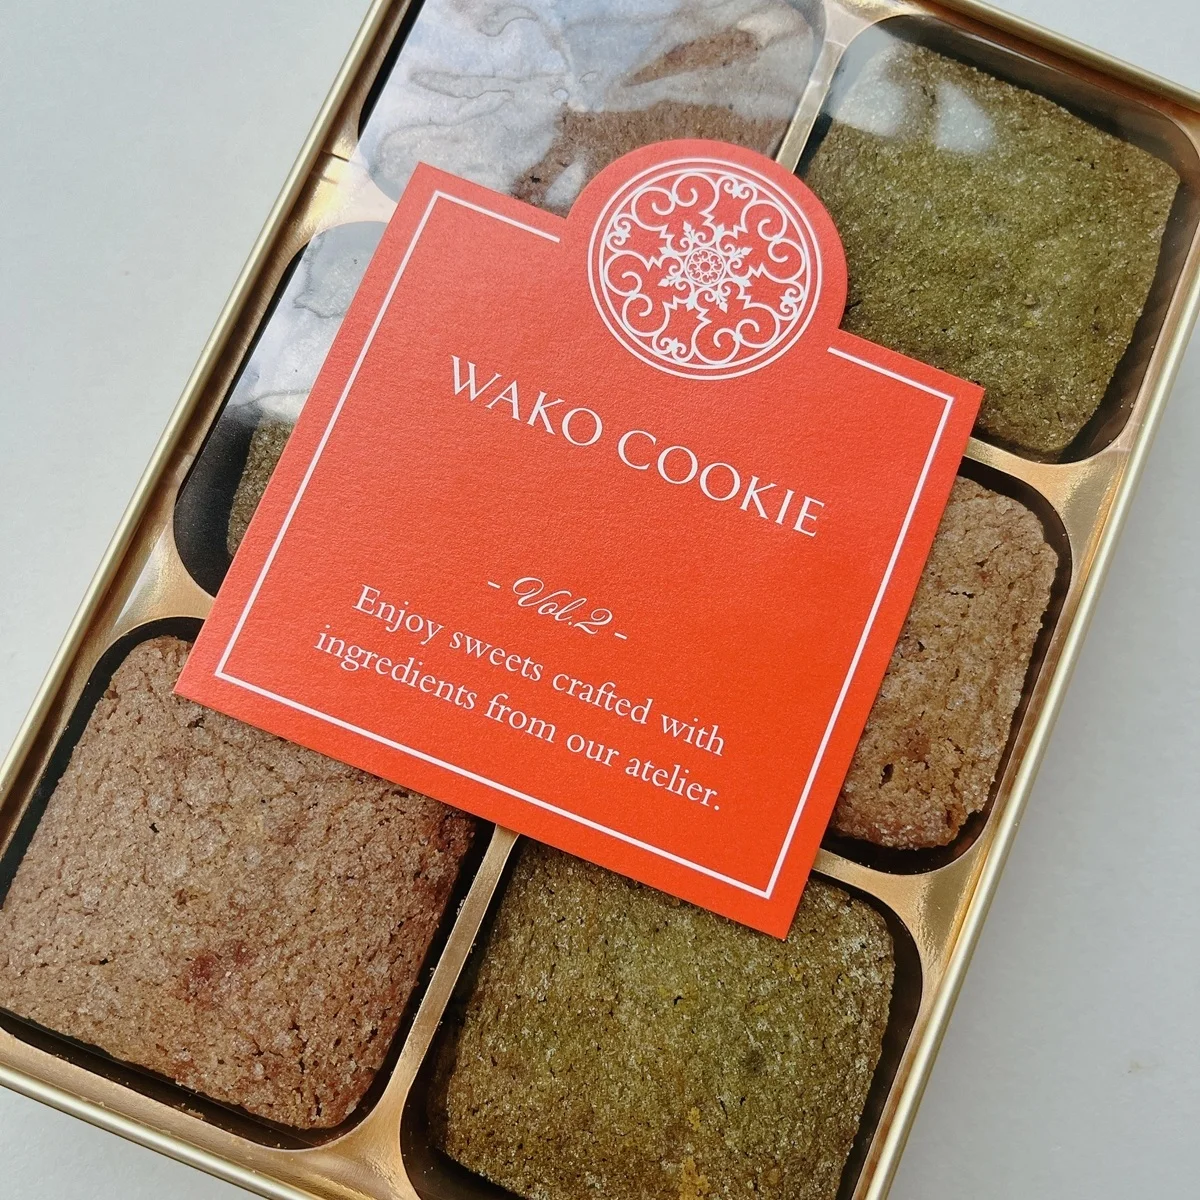 WAKO COOKIE
- Vol.2 -
Enjoy sweets crafted with
ingredients from our atelier.